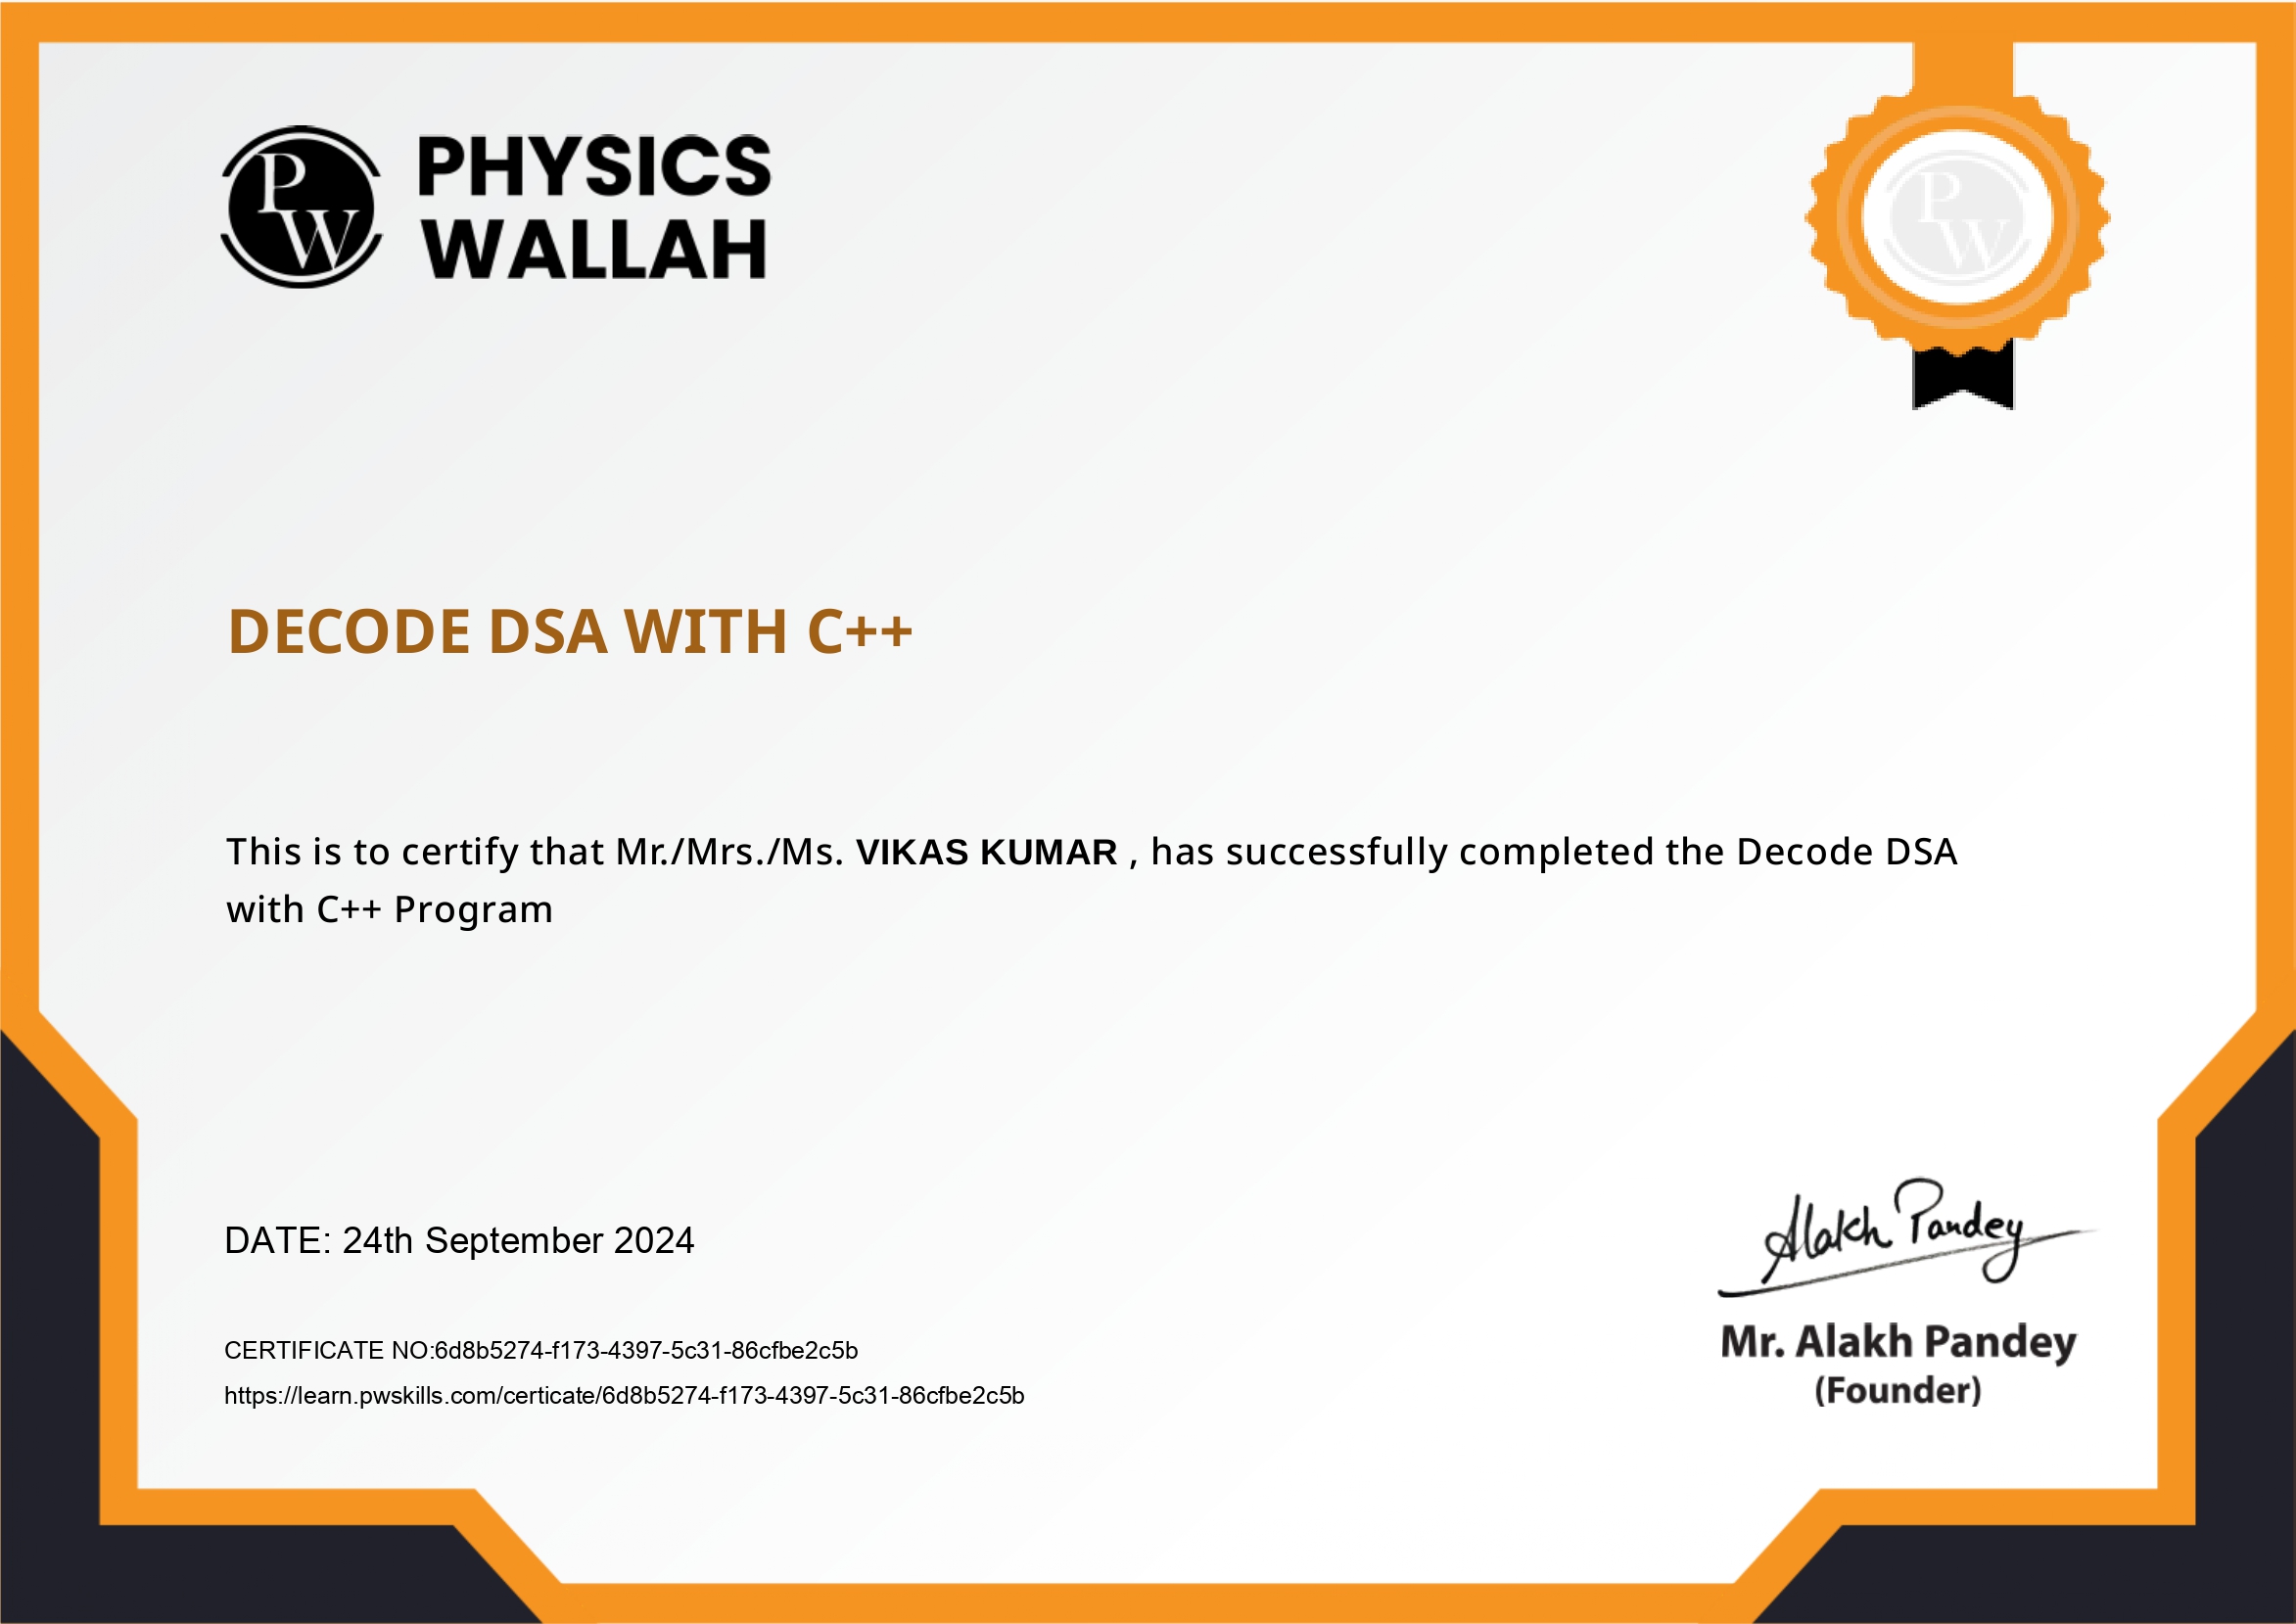 PHYSICS
WALLAH
PW
PW
DECODE DSA WITH C++
This is to certify that Mr./Mrs./Ms. VIKAS KUMAR , has successfully completed the Decode DSA
with C++ Program
DATE: 24th September 2024
CERTIFICATE NO:6d8b5274-f173-4397-5c31-86cfbe2c5b
https://learn.pwskills.com/certicate/6d8b5274-f173-4397-5c31-86cfbe2c5b
Alakh Pandey
Mr. Alakh Pandey
(Founder)